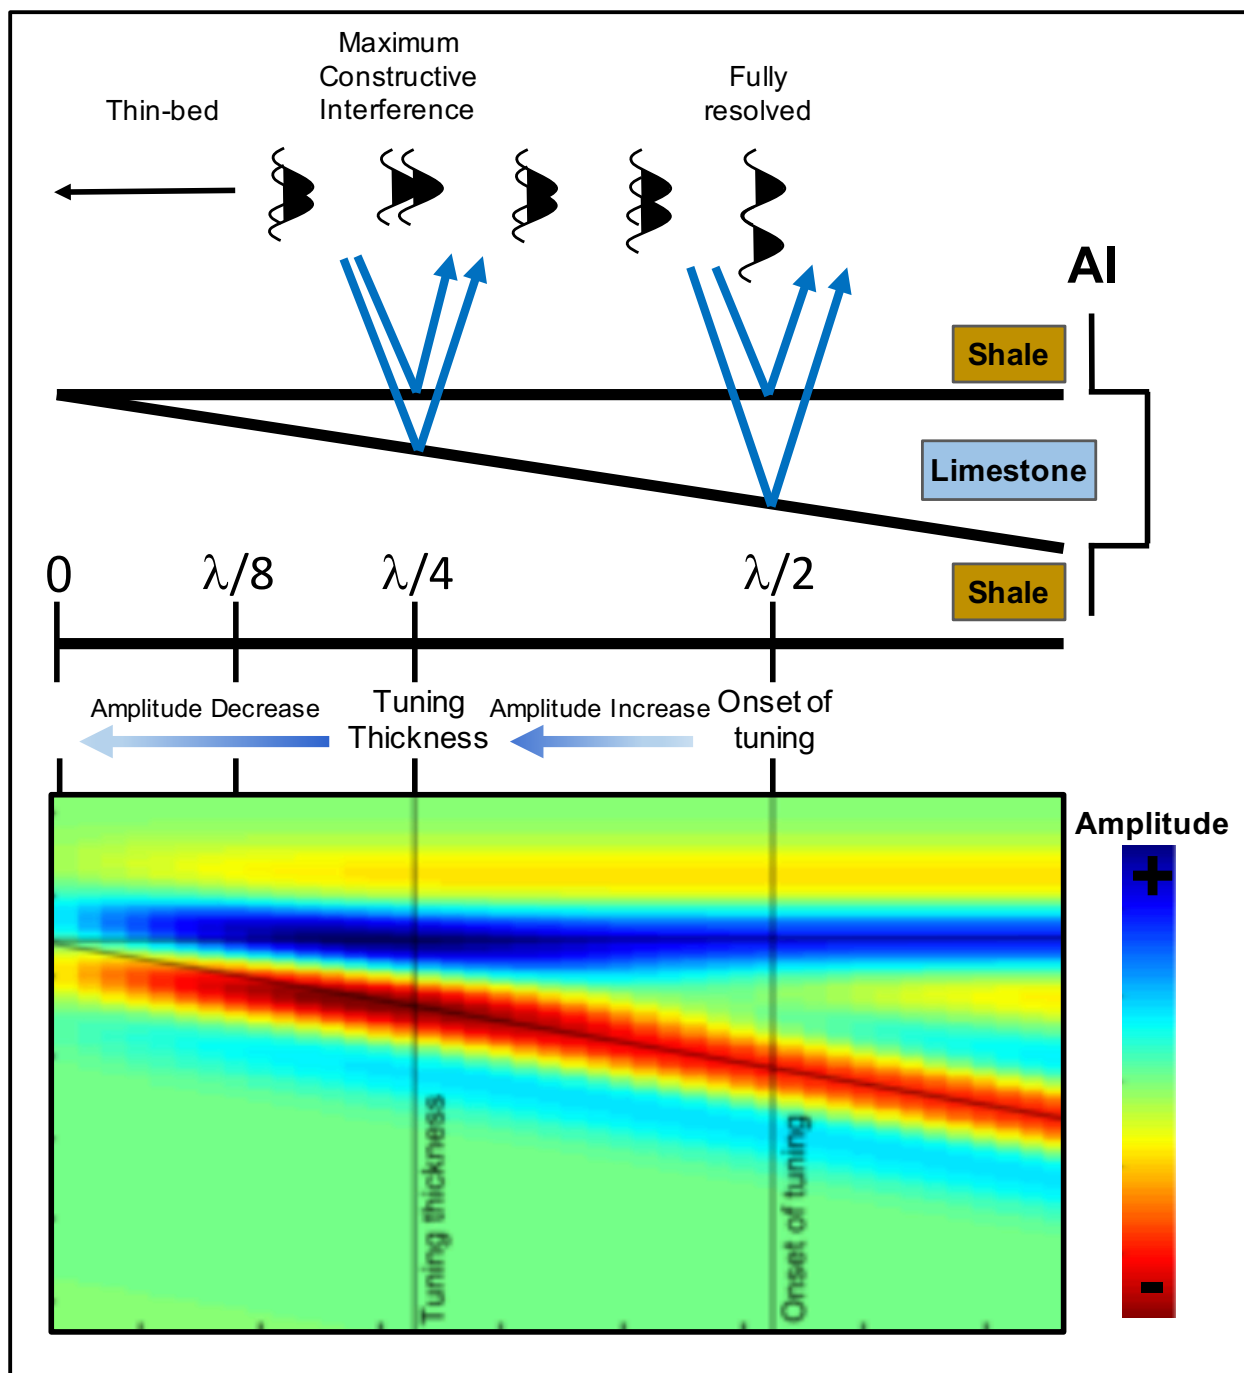 Maximum
Constructive
Interference
Fully
resolved
Thin-bed
AI
Shale
Limestone
Shale
0
λ/8
λ/4
λ/2
Amplitude Decrease
Tuning
Thickness
Amplitude Increase
Onset of
tuning
Amplitude
+
-
Tuning thickness
Onset of tuning